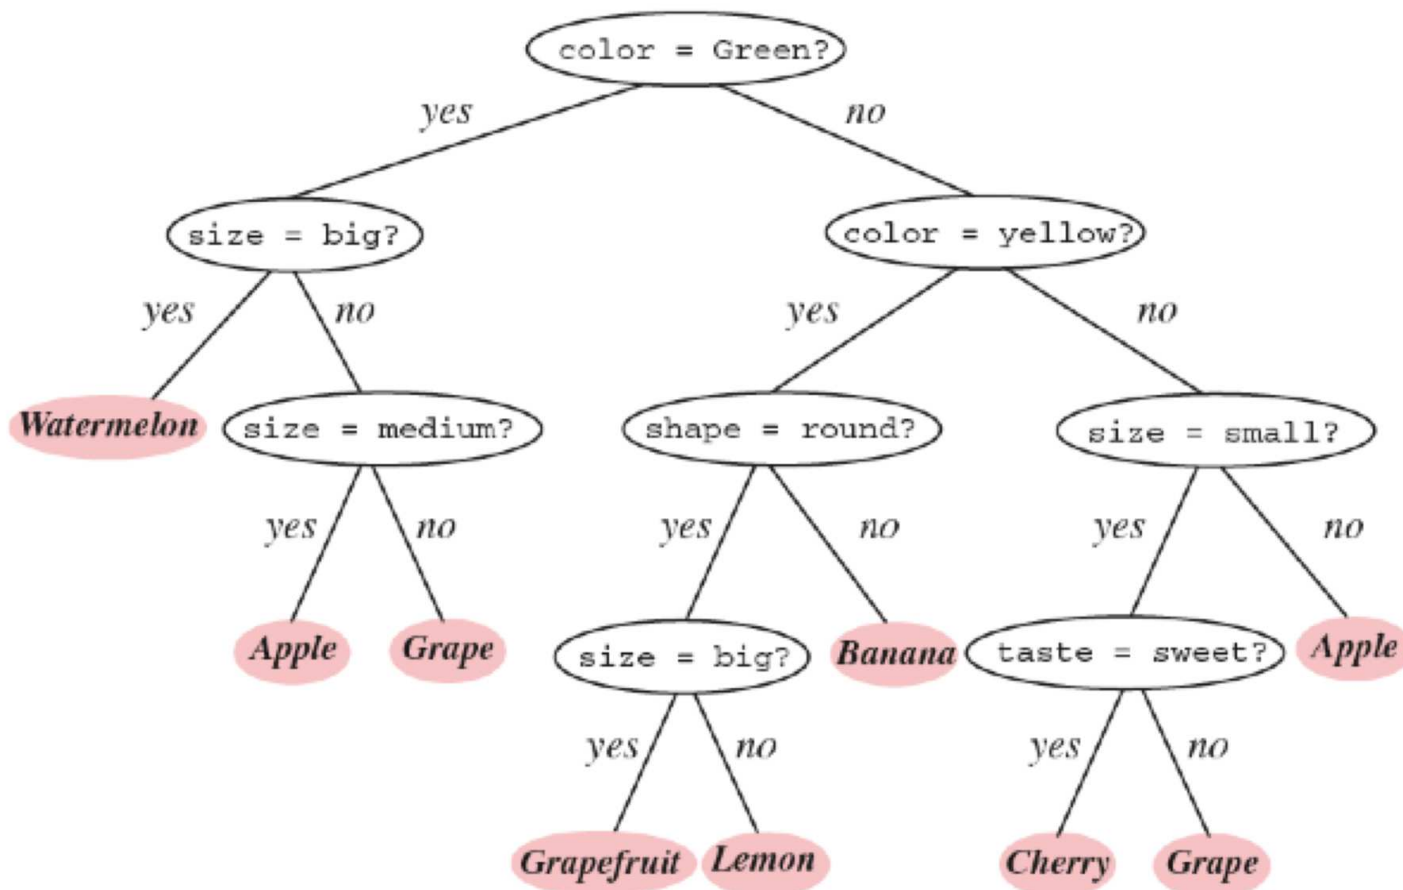 color = Green?
yes
no
size = big?
color = yellow?
yes
no
yes
no
Watermelon
size = medium?
shape = round?
size = small?
yes
no
yes
no
yes
no
Apple
Grape
size = big?
Banana
taste = sweet?
Apple
yes
no
yes
no
Grapefruit
Lemon
Cherry
Grape